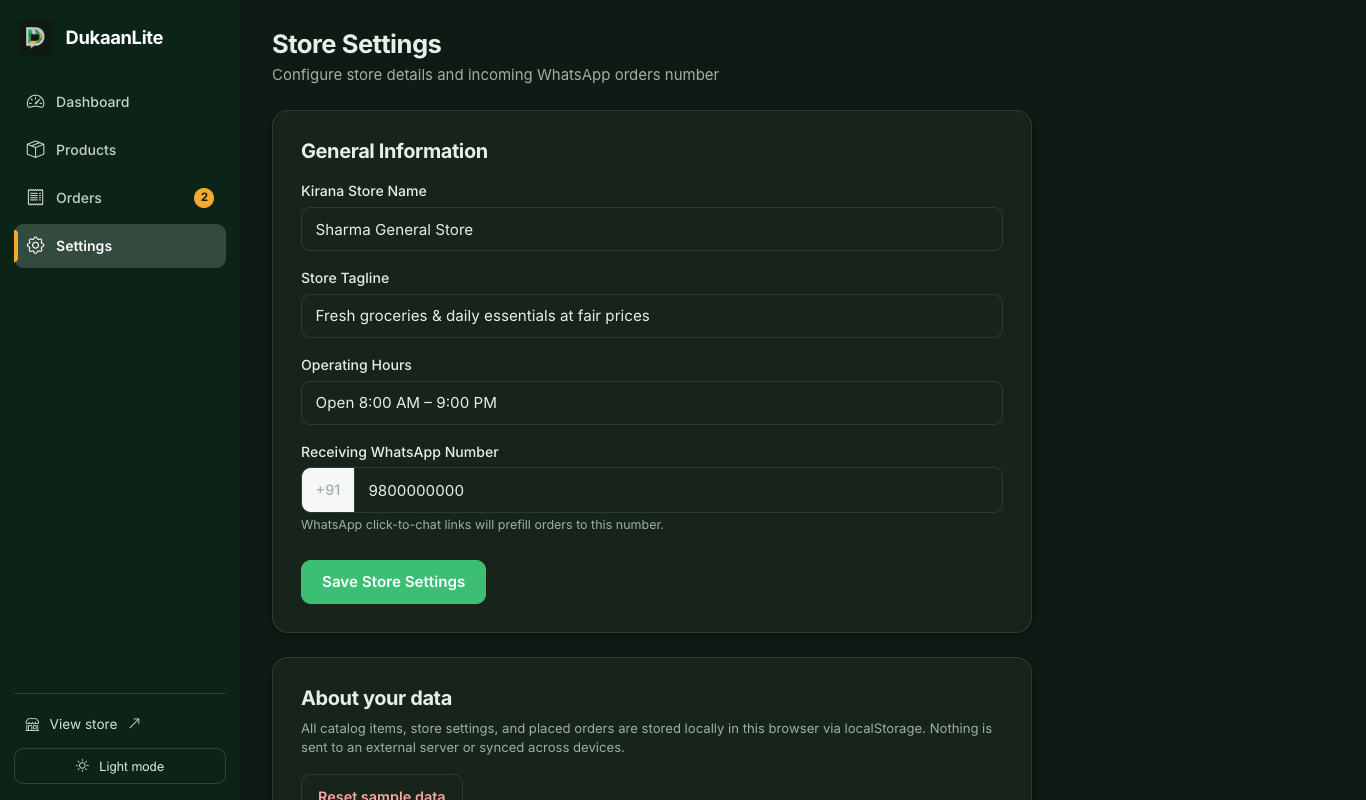 DukaanLite
Dashboard
Products
Orders
2
Settings
View store
Light mode
Store Settings
Configure store details and incoming WhatsApp orders number
General Information
Kirana Store Name
Sharma General Store
Store Tagline
Fresh groceries & daily essentials at fair prices
Operating Hours
Open 8:00 AM – 9:00 PM
Receiving WhatsApp Number
+91 9800000000
WhatsApp click-to-chat links will prefill orders to this number.
Save Store Settings
About your data
All catalog items, store settings, and placed orders are stored locally in this browser via localStorage. Nothing is
sent to an external server or synced across devices.
Reset sample data